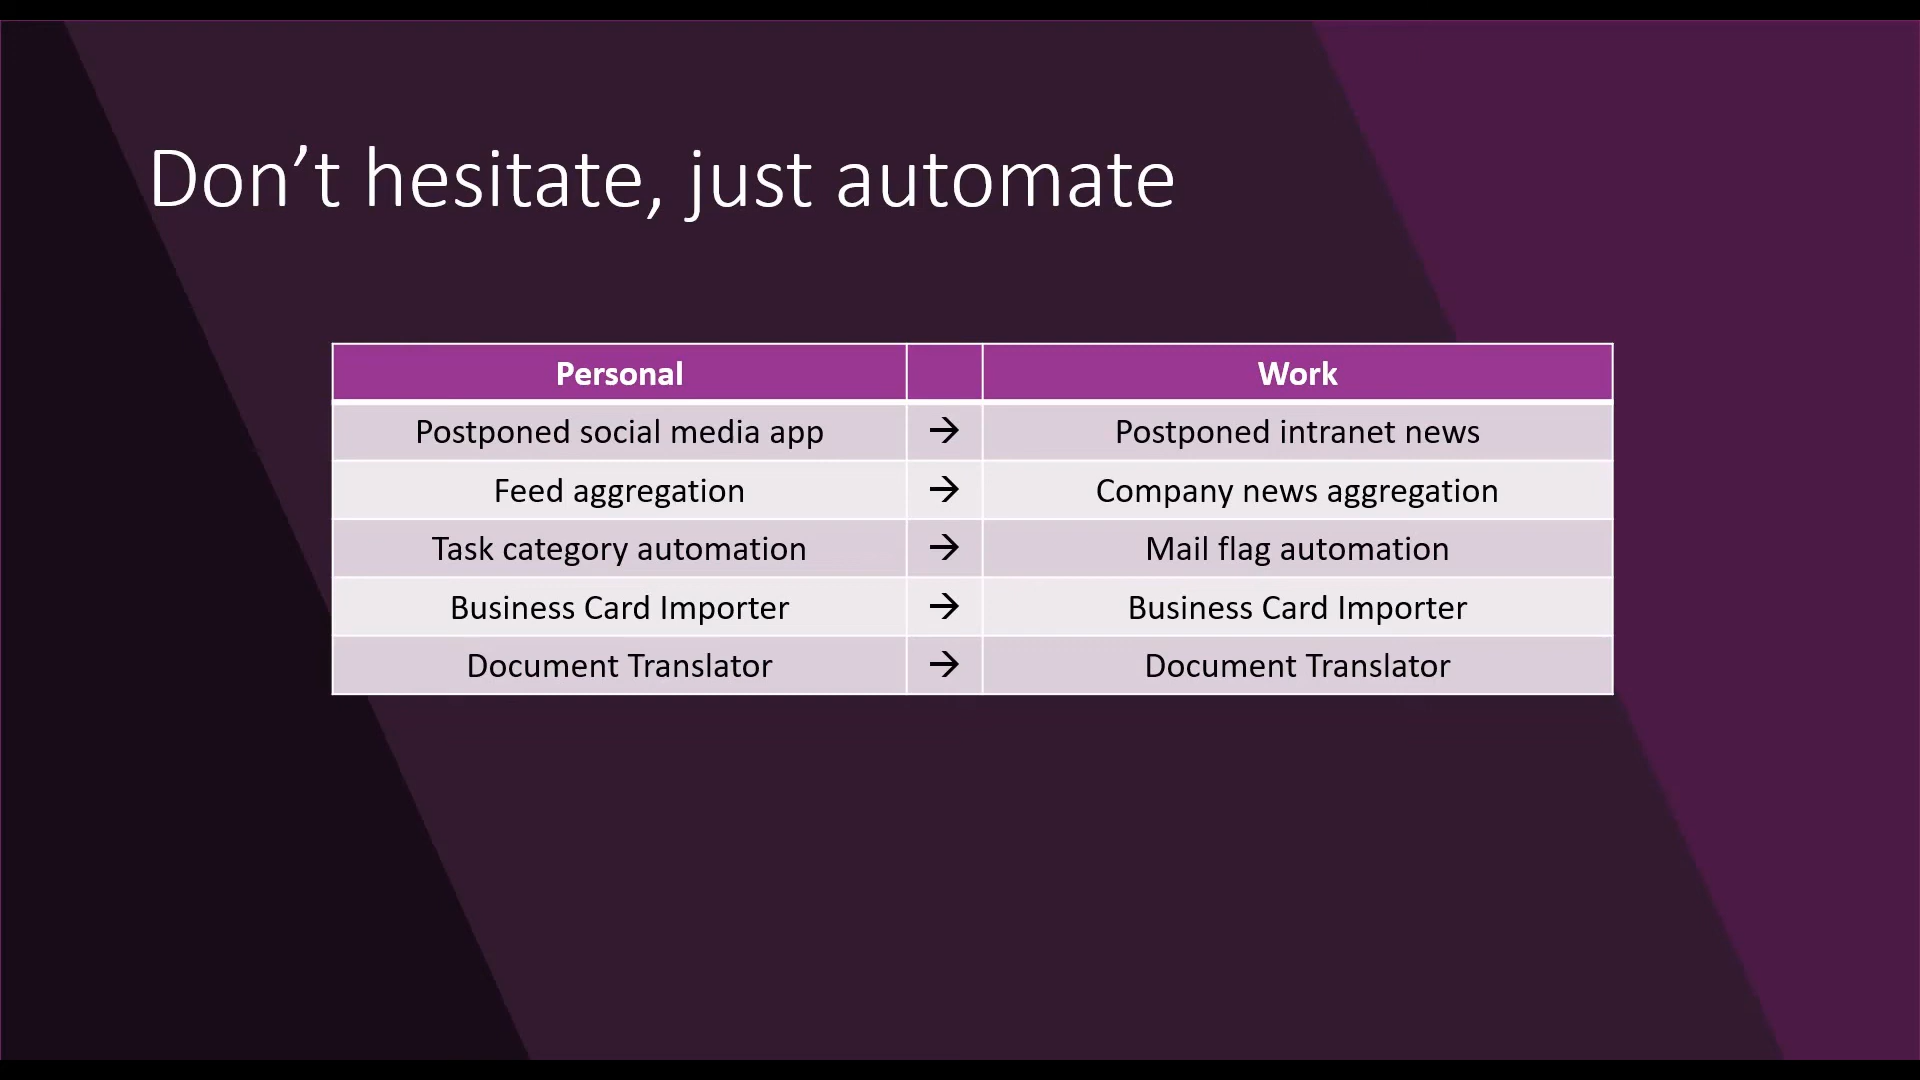 Don’t hesitate, just automate
Personal Work
Postponed social media app → Postponed intranet news
Feed aggregation → Company news aggregation
Task category automation → Mail flag automation
Business Card Importer → Business Card Importer
Document Translator → Document Translator